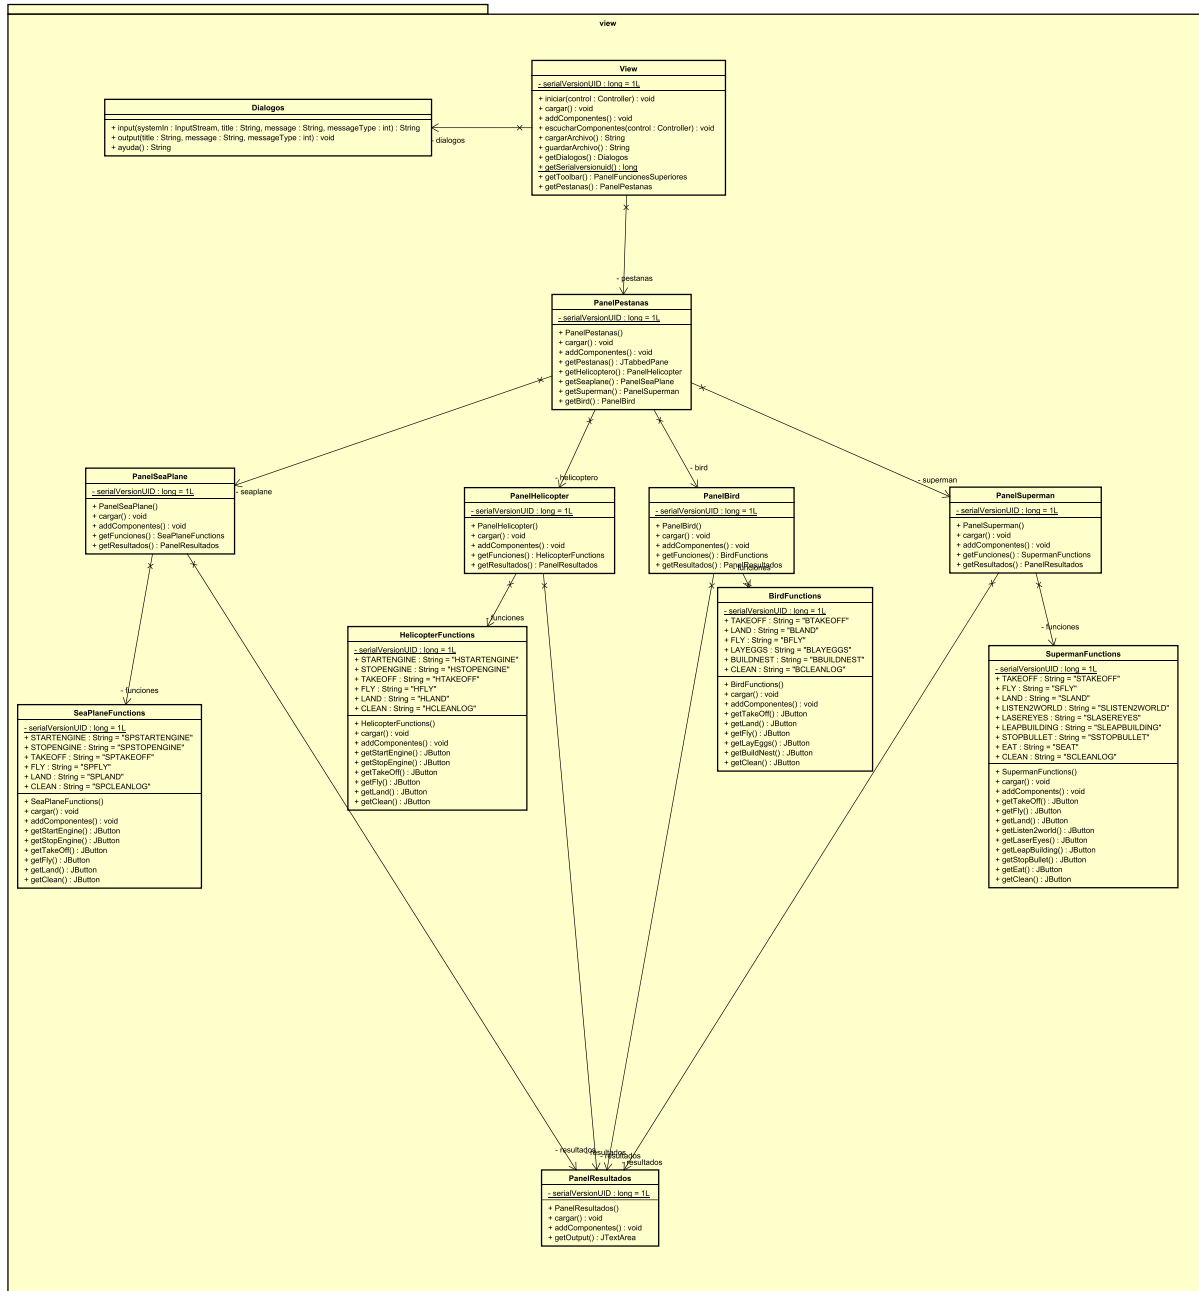 view
View
- serialVersionUID : long = 1L
+ iniciar(control : Controller) : void
+ cargar() : void
+ addComponentes() : void
+ escucharComponentes(control : Controller) : void
+ cargarArchivo() : String
+ guardarArchivo() : String
+ getDialogos() : Dialogos
+ getSerialversionuid() : long
+ getToolbar() : PanelFuncionesSuperiores
+ getPestanas() : PanelPestanas
Dialogos
+ input(systemIn : InputStream, title : String, message : String, messageType : int) : String
+ output(title : String, message : String, messageType : int) : void
+ ayuda() : String
- dialogos
- pestanas
PanelPestanas
- serialVersionUID : long = 1L
+ PanelPestanas()
+ cargar() : void
+ addComponentes() : void
+ getPestanas() : JTabbedPane
+ getHelicoptero() : PanelHelicopter
+ getSeaplane() : PanelSeaPlane
+ getSuperman() : PanelSuperman
+ getBird() : PanelBird
- seaplane
- helicoptero
- bird
- superman
PanelSeaPlane
- serialVersionUID : long = 1L
+ PanelSeaPlane()
+ cargar() : void
+ addComponentes() : void
+ getFunciones() : SeaPlaneFunctions
+ getResultados() : PanelResultados
PanelHelicopter
- serialVersionUID : long = 1L
+ PanelHelicopter()
+ cargar() : void
+ addComponentes() : void
+ getFunciones() : HelicopterFunctions
+ getResultados() : PanelResultados
PanelBird
- serialVersionUID : long = 1L
+ PanelBird()
+ cargar() : void
+ addComponentes() : void
+ getFunciones() : BirdFunctions
+ getResultados() : PanelResultados
PanelSuperman
- serialVersionUID : long = 1L
+ PanelSuperman()
+ cargar() : void
+ addComponentes() : void
+ getFunciones() : SupermanFunctions
+ getResultados() : PanelResultados
- funciones
- funciones
- funciones
- funciones
SeaPlaneFunctions
- serialVersionUID : long = 1L
+ STARTENGINE : String = "SPSTARTENGINE"
+ STOPENGINE : String = "SPSTOPENGINE"
+ TAKEOFF : String = "SPTAKEOFF"
+ FLY : String = "SPFLY"
+ LAND : String = "SPLAND"
+ CLEAN : String = "SPCLEANLOG"
+ SeaPlaneFunctions()
+ cargar() : void
+ addComponentes() : void
+ getStartEngine() : JButton
+ getStopEngine() : JButton
+ getTakeOff() : JButton
+ getFly() : JButton
+ getLand() : JButton
+ getClean() : JButton
HelicopterFunctions
- serialVersionUID : long = 1L
+ STARTENGINE : String = "HSTARTENGINE"
+ STOPENGINE : String = "HSTOPENGINE"
+ TAKEOFF : String = "HTAKEOFF"
+ FLY : String = "HFLY"
+ LAND : String = "HLAND"
+ CLEAN : String = "HCLEANLOG"
+ HelicopterFunctions()
+ cargar() : void
+ addComponentes() : void
+ getStartEngine() : JButton
+ getStopEngine() : JButton
+ getTakeOff() : JButton
+ getFly() : JButton
+ getLand() : JButton
+ getClean() : JButton
BirdFunctions
- serialVersionUID : long = 1L
+ TAKEOFF : String = "BTAKEOFF"
+ LAND : String = "BLAND"
+ FLY : String = "BFLY"
+ LAYEGGS : String = "BLAYEGGS"
+ BUILDNEST : String = "BBUILDNEST"
+ CLEAN : String = "BCLEANLOG"
+ BirdFunctions()
+ cargar() : void
+ addComponentes() : void
+ getTakeOff() : JButton
+ getLand() : JButton
+ getFly() : JButton
+ getLayEggs() : JButton
+ getBuildNest() : JButton
+ getClean() : JButton
SupermanFunctions
- serialVersionUID : long = 1L
+ TAKEOFF : String = "STAKEOFF"
+ FLY : String = "SFLY"
+ LAND : String = "SLAND"
+ LISTEN2WORLD : String = "SLISTEN2WORLD"
+ LASEREYES : String = "SLASEREYES"
+ LEAPBUILDING : String = "SLEAPBUILDING"
+ STOPBULLET : String = "SSTOPBULLET"
+ EAT : String = "SEAT"
+ CLEAN : String = "SCLEANLOG"
+ SupermanFunctions()
+ cargar() : void
+ addComponents() : void
+ getTakeOff() : JButton
+ getFly() : JButton
+ getLand() : JButton
+ getListen2world() : JButton
+ getLaserEyes() : JButton
+ getLeapBuilding() : JButton
+ getStopBullet() : JButton
+ getEat() : JButton
+ getClean() : JButton
- resultados
- resultados
- resultados
- resultados
PanelResultados
- serialVersionUID : long = 1L
+ PanelResultados()
+ cargar() : void
+ addComponentes() : void
+ getOutput() : JTextArea